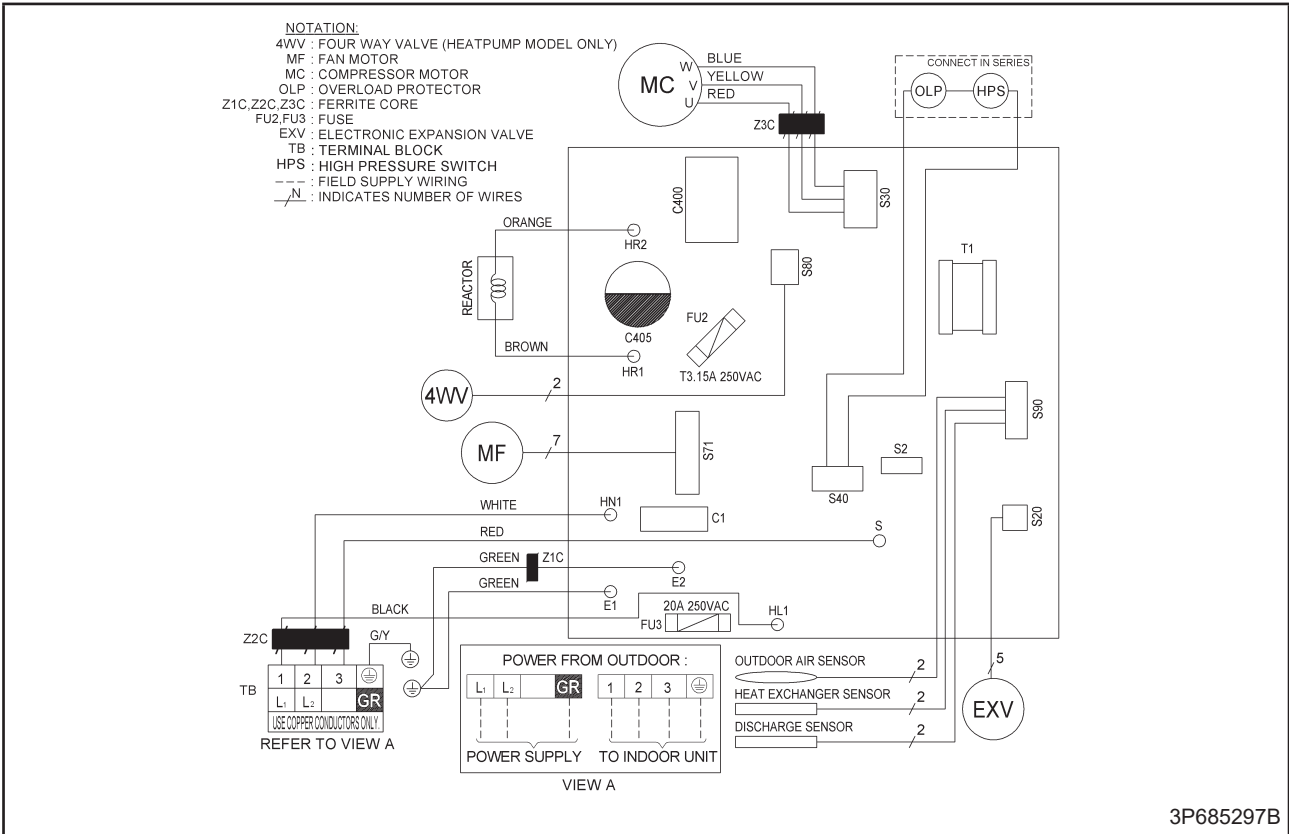 NOTATION:
4WV : FOUR WAY VALVE (HEATPUMP MODEL ONLY)
MF : FAN MOTOR
MC : COMPRESSOR MOTOR
OLP : OVERLOAD PROTECTOR
Z1C,Z2C,Z3C : FERRITE CORE
FU2,FU3 : FUSE
EXV : ELECTRONIC EXPANSION VALVE
TB : TERMINAL BLOCK
HPS : HIGH PRESSURE SWITCH
--- : FIELD SUPPLY WIRING
N : INDICATES NUMBER OF WIRES
MC
W
V
U
BLUE
YELLOW
RED
Z3C
CONNECT IN SERIES
OLP
HPS
C400
S30
ORANGE
HR2
REACTOR
S80
T1
C405
FU2
BROWN
HR1
T3.15A 250VAC
4WV
2
S90
MF
7
S71
S2
S40
WHITE
HN1
C1
S20
RED
S
GREEN
Z1C
E2
GREEN
E1
BLACK
20A 250VAC
FU3
HL1
Z2C
G/Y
TB
1 2 3
L1 L2 GR
USE COPPER CONDUCTORS ONLY.
REFER TO VIEW A
POWER FROM OUTDOOR :
L1 L2 GR 1 2 3
POWER SUPPLY TO INDOOR UNIT
VIEW A
OUTDOOR AIR SENSOR
2
HEAT EXCHANGER SENSOR
2
DISCHARGE SENSOR
2
5
EXV
3P685297B